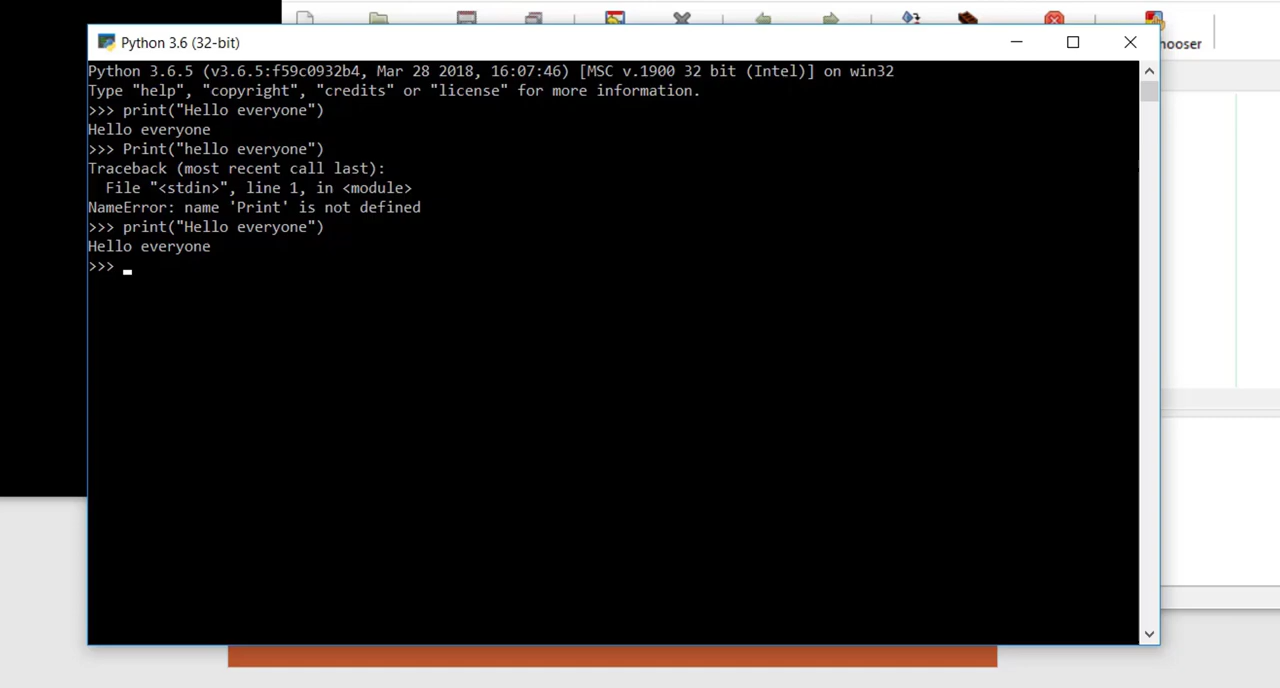 Python 3.6 (32-bit)
hooser
Python 3.6.5 (v3.6.5:f59c0932b4, Mar 28 2018, 16:07:46) [MSC v.1900 32 bit (Intel)] on win32
Type "help", "copyright", "credits" or "license" for more information.
>>> print("Hello everyone")
Hello everyone
>>> Print("hello everyone")
Traceback (most recent call last):
  File "<stdin>", line 1, in <module>
NameError: name 'Print' is not defined
>>> print("Hello everyone")
Hello everyone
>>>